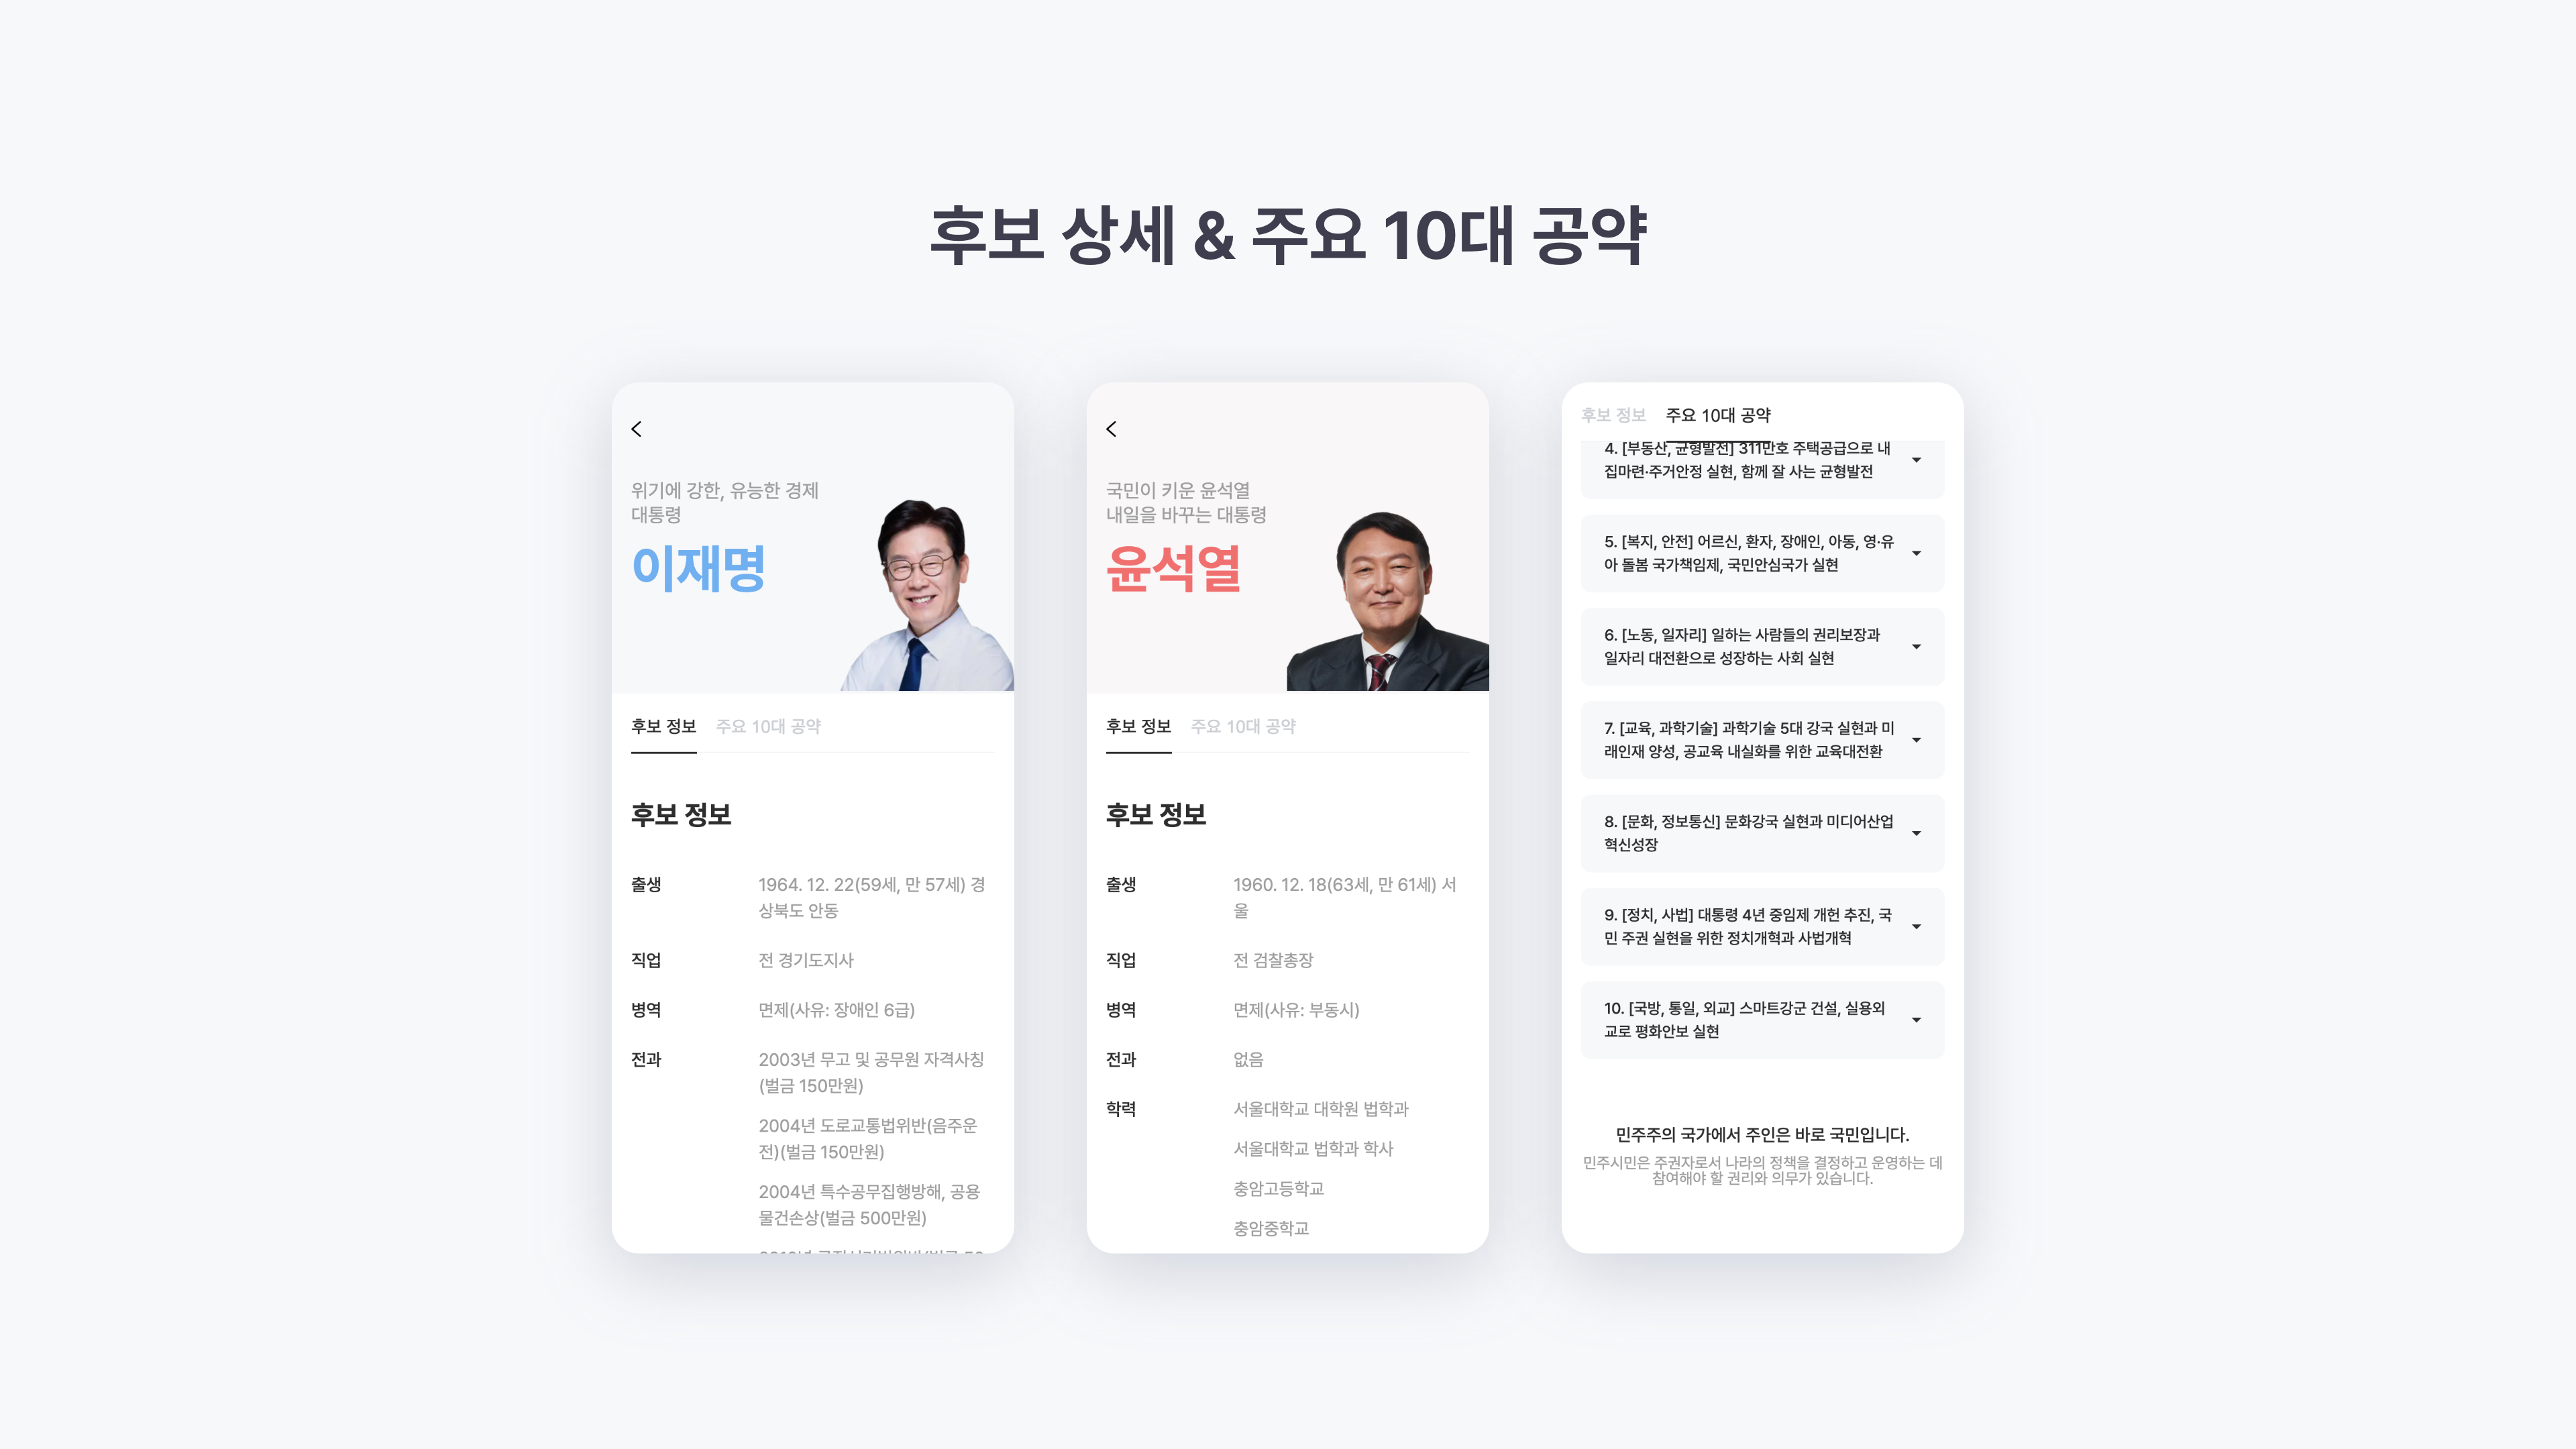 후보 상세 & 주요 10대 공약
위기에 강한, 유능한 경제
대통령
이재명
후보 정보 주요 10대 공약
후보 정보
출생 1964. 12. 22(59세, 만 57세) 경
상북도 안동
직업 전 경기도지사
병역 면제(사유: 장애인 6급)
전과 2003년 무고 및 공무원 자격사칭
(벌금 150만원)
2004년 도로교통법위반(음주운
전)(벌금 150만원)
2004년 특수공무집행방해, 공용
물건손상(벌금 500만원)
국민이 키운 윤석열
내일을 바꾸는 대통령
윤석열
후보 정보 주요 10대 공약
후보 정보
출생 1960. 12. 18(63세, 만 61세) 서
울
직업 전 검찰총장
병역 면제(사유: 부동시)
전과 없음
학력 서울대학교 대학원 법학과
서울대학교 법학과 학사
충암고등학교
충암중학교
후보 정보 주요 10대 공약
4. [부동산, 균형발전] 311만호 주택공급으로 내
집마련·주거안정 실현, 함께 잘 사는 균형발전
5. [복지, 안전] 어르신, 환자, 장애인, 아동, 영·유
아 돌봄 국가책임제, 국민안심국가 실현
6. [노동, 일자리] 일하는 사람들의 권리보장과
일자리 대전환으로 성장하는 사회 실현
7. [교육, 과학기술] 과학기술 5대 강국 실현과 미
래인재 양성, 공교육 내실화를 위한 교육대전환
8. [문화, 정보통신] 문화강국 실현과 미디어산업
혁신성장
9. [정치, 사법] 대통령 4년 중임제 개헌 추진, 국
민 주권 실현을 위한 정치개혁과 사법개혁
10. [국방, 통일, 외교] 스마트강군 건설, 실용외
교로 평화안보 실현
민주주의 국가에서 주인은 바로 국민입니다.
민주시민은 주권자로서 나라의 정책을 결정하고 운영하는 데
참여해야 할 권리와 의무가 있습니다.